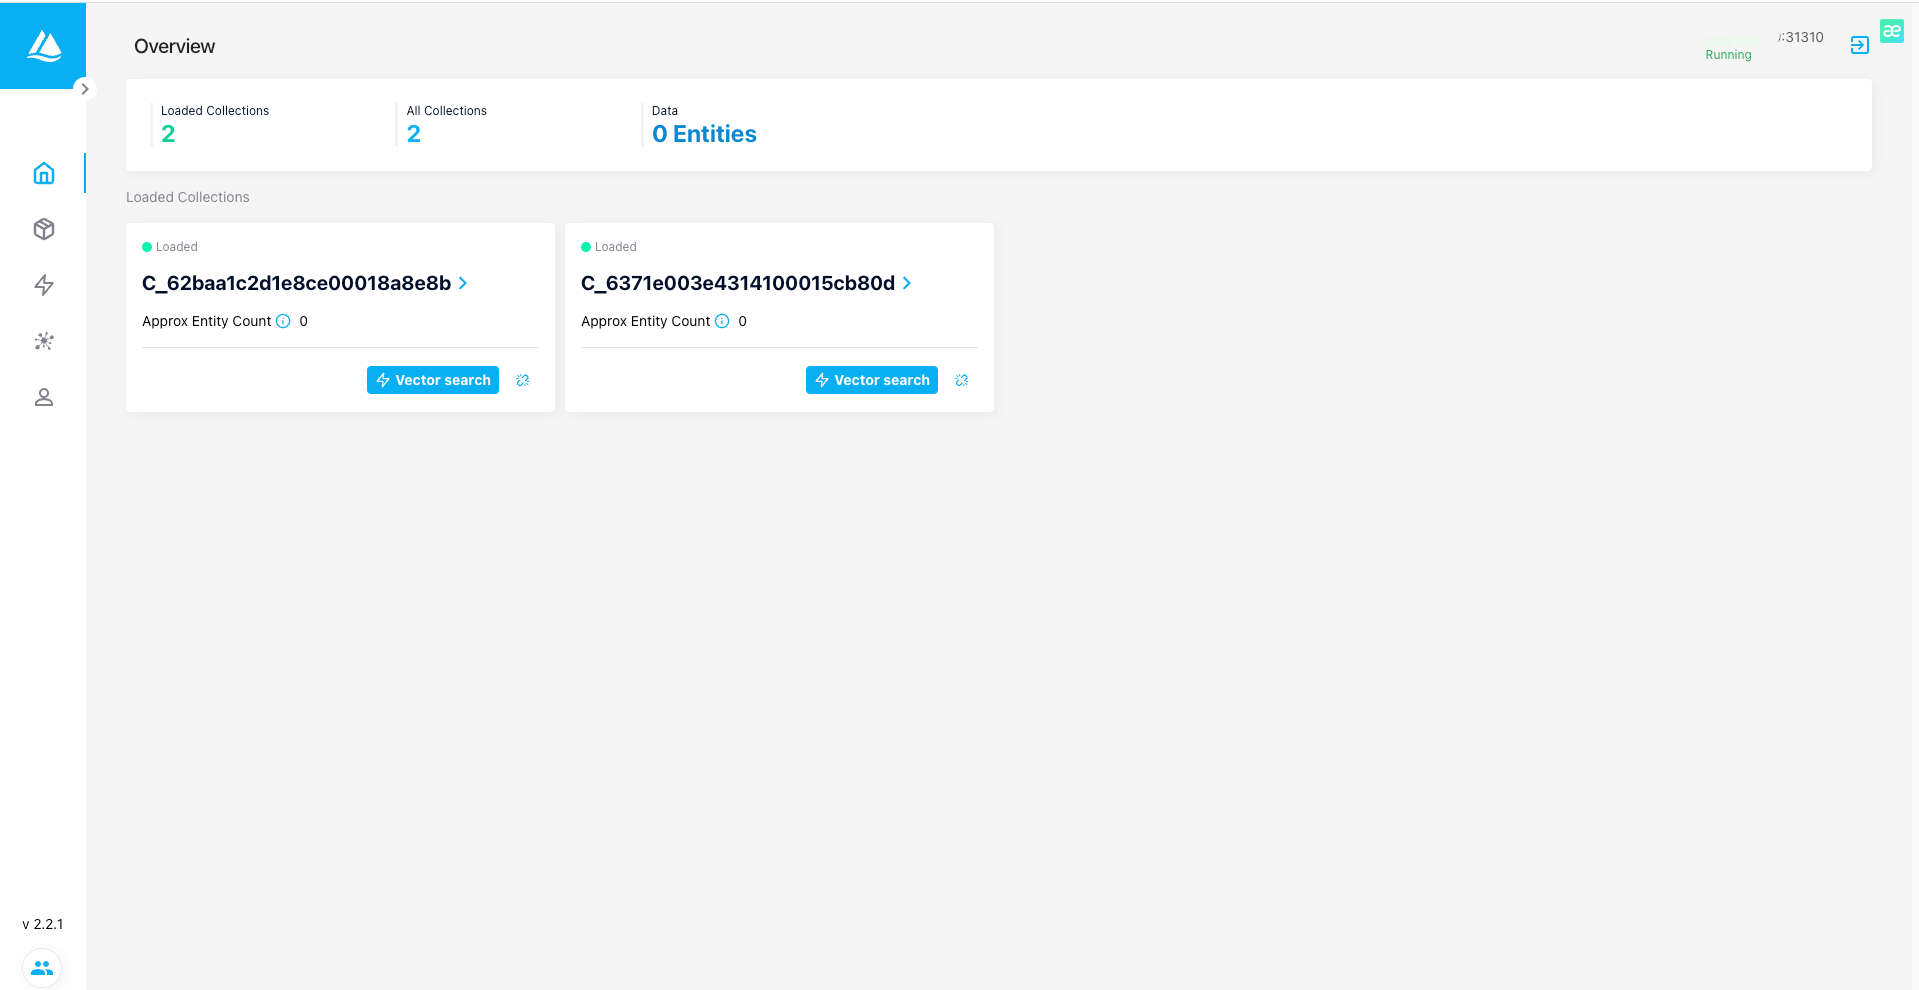 Overview
:31310
Running
æ
Loaded Collections
2
All Collections
2
Data
0 Entities
Loaded Collections
Loaded
C_62baa1c2d1e8ce00018a8e8b
Approx Entity Count 0
Vector search
Loaded
C_6371e003e4314100015cb80d
Approx Entity Count 0
Vector search
v 2.2.1